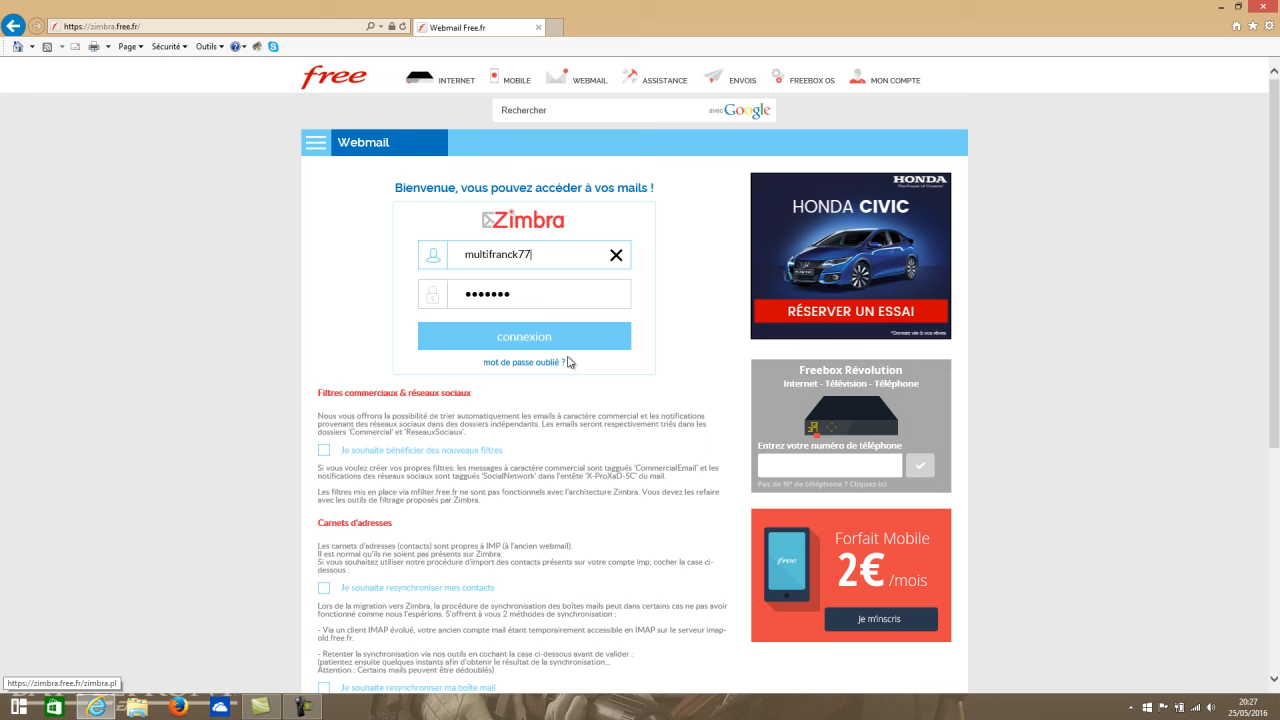 https://zimbra.free.fr/
Webmail Free.fr
Page
Sécurité
Outils
free
INTERNET
MOBILE
WEBMAIL
ASSISTANCE
ENVOIS
FREEBOX OS
MON COMPTE
Rechercher
avec Google
Webmail
Bienvenue, vous pouvez accéder à vos mails !
Zimbra
multifranck77
•••••••
connexion
mot de passe oublié ?
Filtres commerciaux & réseaux sociaux
Nous vous offrons la possibilité de trier automatiquement les emails à caractère commercial et les notifications
provenant des réseaux sociaux dans des dossiers indépendants. Les emails seront respectivement triés dans les
dossiers 'Commercial' et 'ReseauxSociaux'.
Je souhaite bénéficier des nouveaux filtres
Si vous voulez créer vos propres filtres: les messages à caractère commercial sont taggués 'CommercialEmail' et les
notifications des réseaux sociaux sont taggués 'SocialNetwork' dans l'entête 'X-ProXaD-SC' du mail.
Les filtres mis en place via mfilter.free.fr ne sont pas fonctionnels avec l'architecture Zimbra. Vous devez les refaire
avec les outils de filtrage proposés par Zimbra.
Carnets d'adresses
Les carnets d'adresses (contacts) sont propres à IMP (à l'ancien webmail).
Il est normal qu'ils ne soient pas présents sur Zimbra.
Si vous souhaitez utiliser notre procédure d'import des contacts présents sur votre compte imp, cocher la case ci-
dessous :
Je souhaite resynchroniser mes contacts
Lors de la migration vers Zimbra, la procédure de synchronisation des boîtes mails peut dans certains cas ne pas avoir
fonctionné comme nous l'espérions. S'offrent à vous 2 méthodes de synchronisation :
- Via un client IMAP évolué, votre ancien compte mail étant temporairement accessible en IMAP sur le serveur imap-
old.free.fr.
- Retenter la synchronisation via nos outils en cochant la case ci-dessous avant de valider :
(patientez ensuite quelques instants afin d'obtenir le résultat de la synchronisation...
Attention : Certains mails peuvent être dédoublés)
Je souhaite resynchroniser ma boîte mail
HONDA
The Power of Dreams
HONDA CIVIC
RÉSERVER UN ESSAI
*Donnez vie à vos rêves
Freebox Révolution
Internet - Télévision - Téléphone
Entrez votre numéro de téléphone
Pas de N° de téléphone ? Cliquez-ici
Forfait Mobile
2€ /mois
free
Je m'inscris
https://zimbra.free.fr/zimbra.pl
20:27
25/05/2016